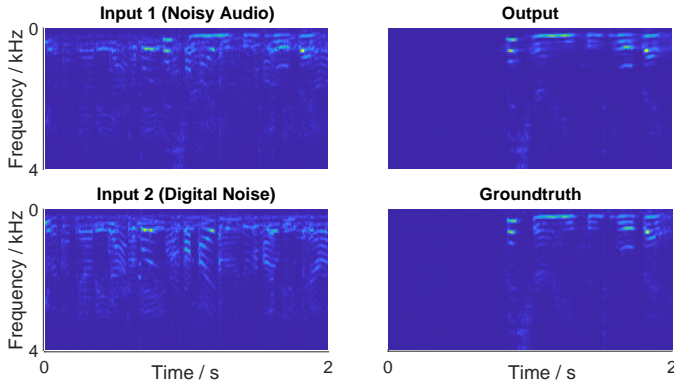 Input 1 (Noisy Audio)
Output
0
Frequency / kHz
4
Input 2 (Digital Noise)
Groundtruth
0
Frequency / kHz
4
0
Time / s
2
0
Time / s
2